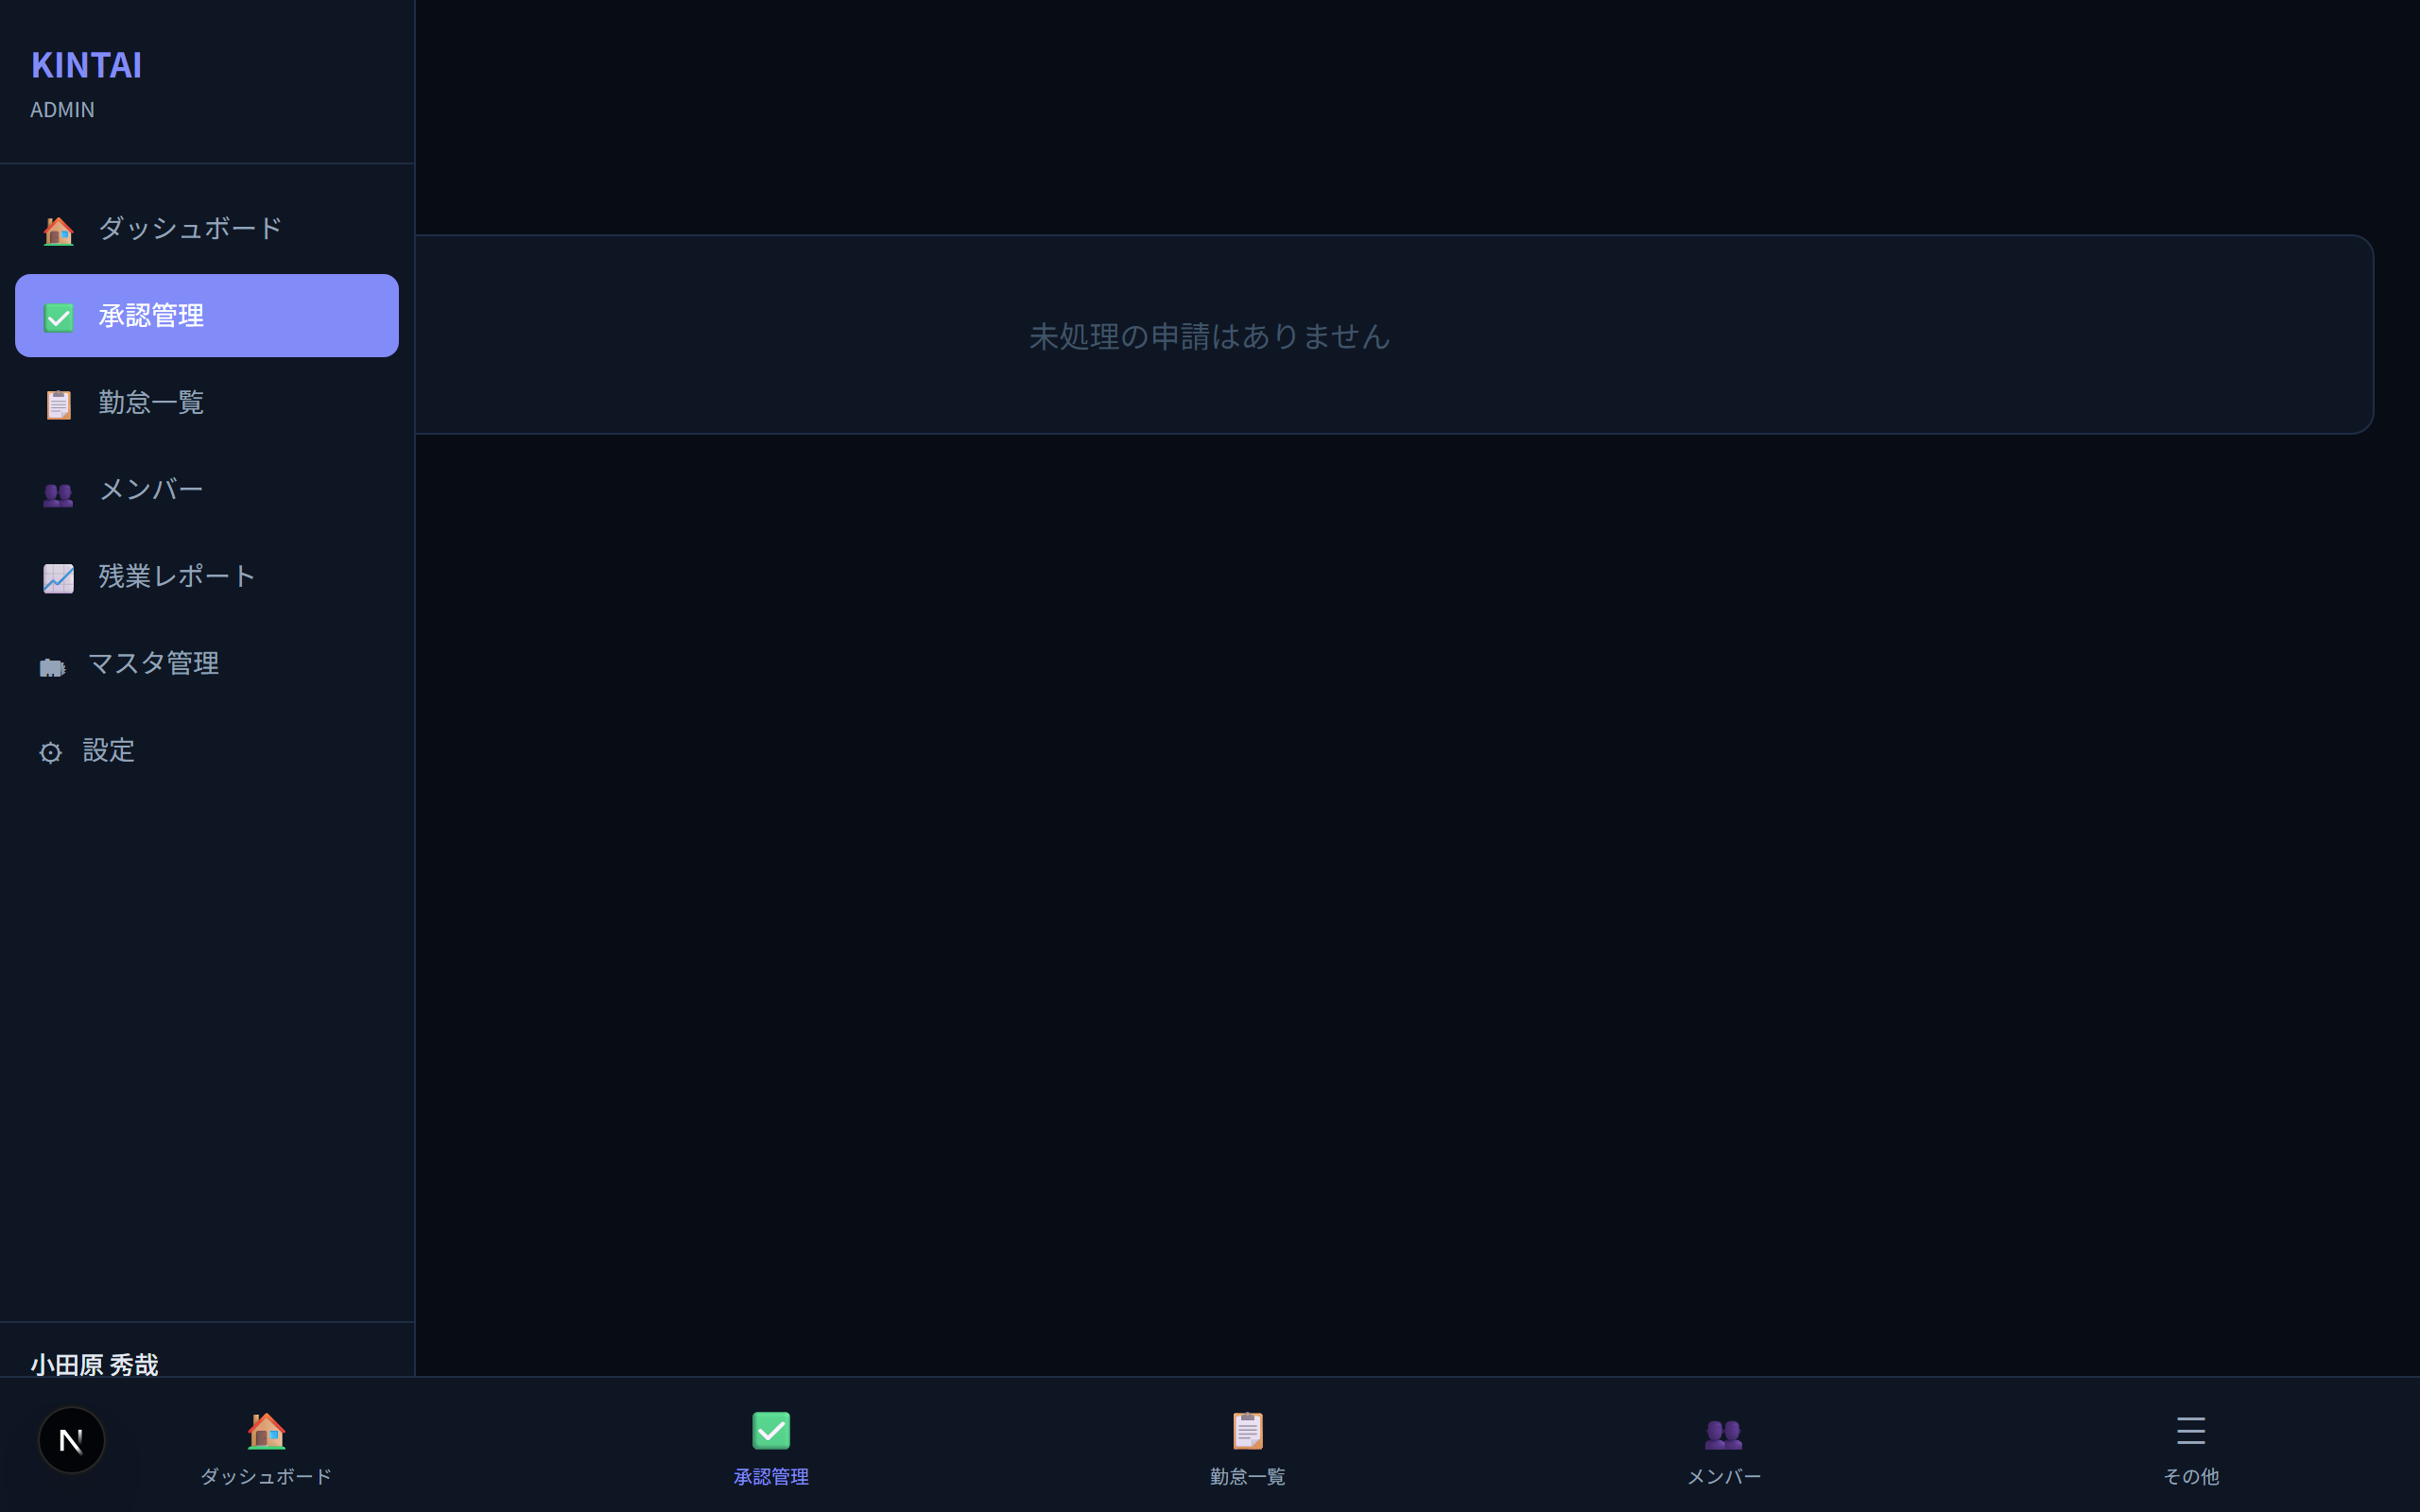 KINTAI
ADMIN
ダッシュボード
承認管理
勤怠一覧
メンバー
残業レポート
マスタ管理
設定
未処理の申請はありません
小田原 秀哉
N
ダッシュボード
承認管理
勤怠一覧
メンバー
その他